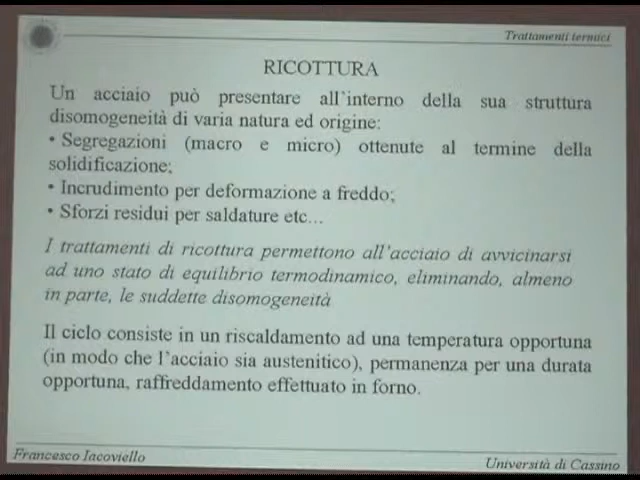 Trattamenti termici
RICOTTURA
Un acciaio può presentare all'interno della sua struttura
disomogeneità di varia natura ed origine:
• Segregazioni (macro e micro) ottenute al termine della
solidificazione;
• Incrudimento per deformazione a freddo;
• Sforzi residui per saldature etc...
I trattamenti di ricottura permettono all'acciaio di avvicinarsi
ad uno stato di equilibrio termodinamico, eliminando, almeno
in parte, le suddette disomogeneità
Il ciclo consiste in un riscaldamento ad una temperatura opportuna
(in modo che l'acciaio sia austenitico), permanenza per una durata
opportuna, raffreddamento effettuato in forno.
Francesco Iacoviello
Università di Cassino